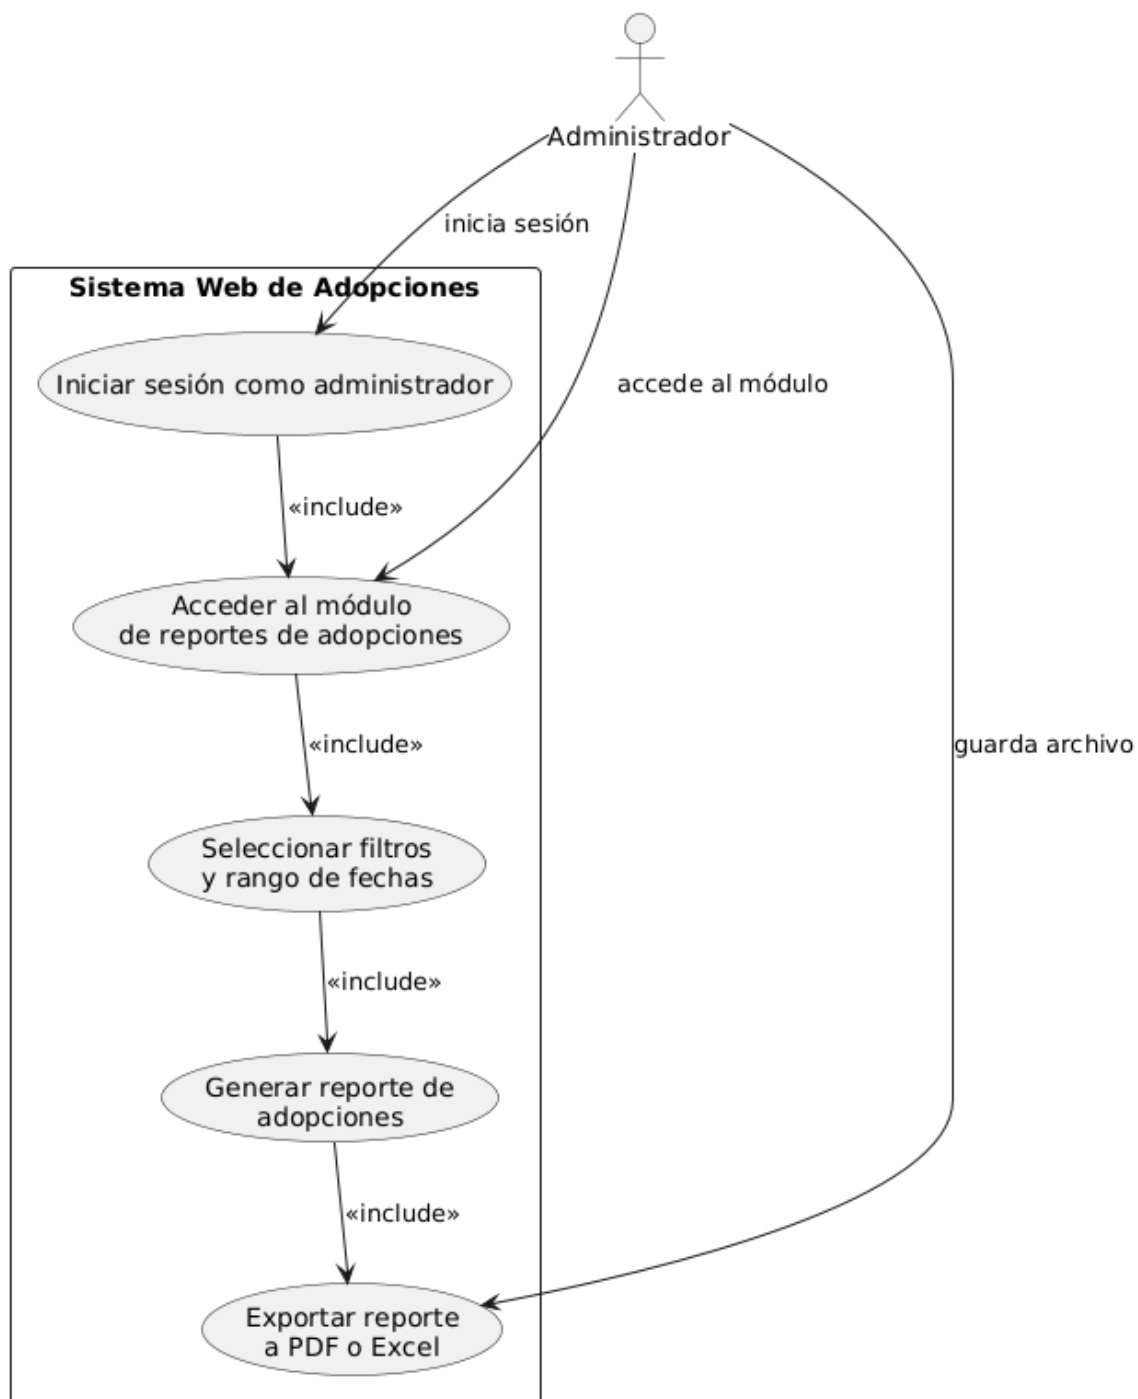 Administrador
inicia sesión
Sistema Web de Adopciones
Iniciar sesión como administrador
accede al módulo
«include»
Acceder al módulo
de reportes de adopciones
«include»
guarda archivo
Seleccionar filtros
y rango de fechas
«include»
Generar reporte de
adopciones
«include»
Exportar reporte
a PDF o Excel